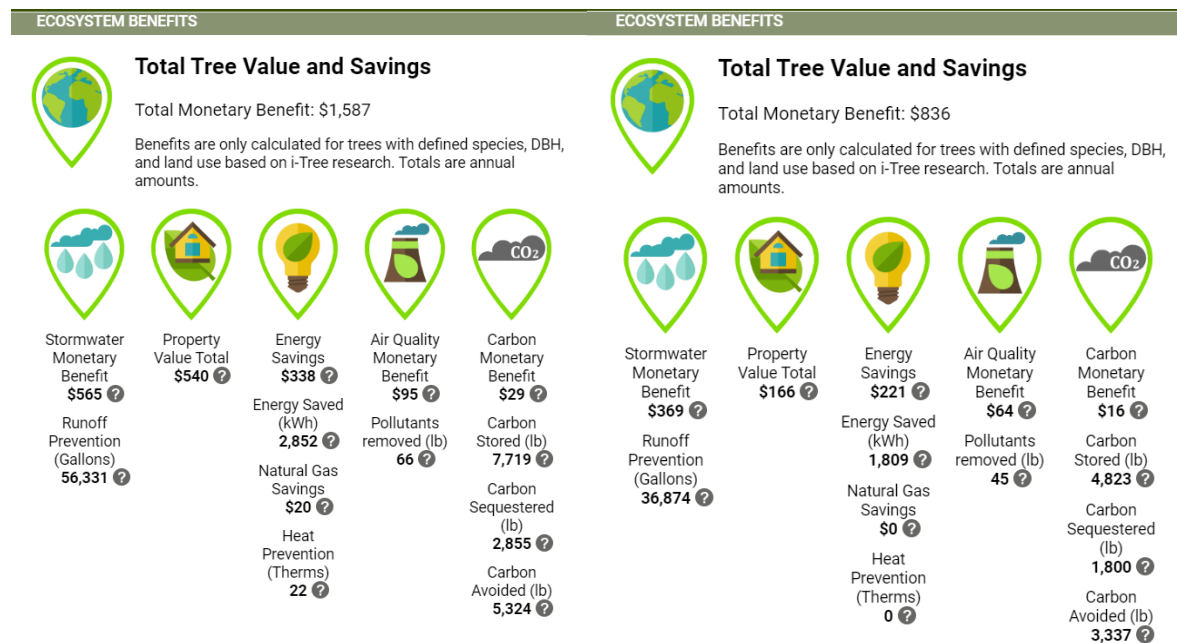 ECOSYSTEM BENEFITS
Total Tree Value and Savings
Total Monetary Benefit: $1,587
Benefits are only calculated for trees with defined species, DBH,
and land use based on i-Tree research. Totals are annual
amounts.
CO2
Stormwater
Monetary
Benefit
$565 ?
Runoff
Prevention
(Gallons)
56,331 ?
Property
Value Total
$540 ?
Energy
Savings
$338 ?
Energy Saved
(kWh)
2,852 ?
Natural Gas
Savings
$20 ?
Heat
Prevention
(Therms)
22 ?
Air Quality
Monetary
Benefit
$95 ?
Pollutants
removed (lb)
66 ?
Carbon
Monetary
Benefit
$29 ?
Carbon
Stored (lb)
7,719 ?
Carbon
Sequestered
(lb)
2,855 ?
Carbon
Avoided (lb)
5,324 ?
ECOSYSTEM BENEFITS
Total Tree Value and Savings
Total Monetary Benefit: $836
Benefits are only calculated for trees with defined species, DBH,
and land use based on i-Tree research. Totals are annual
amounts.
CO2
Stormwater
Monetary
Benefit
$369 ?
Runoff
Prevention
(Gallons)
36,874 ?
Property
Value Total
$166 ?
Energy
Savings
$221 ?
Energy Saved
(kWh)
1,809 ?
Natural Gas
Savings
$0 ?
Heat
Prevention
(Therms)
0 ?
Air Quality
Monetary
Benefit
$64 ?
Pollutants
removed (lb)
45 ?
Carbon
Monetary
Benefit
$16 ?
Carbon
Stored (lb)
4,823 ?
Carbon
Sequestered
(lb)
1,800 ?
Carbon
Avoided (lb)
3,337 ?